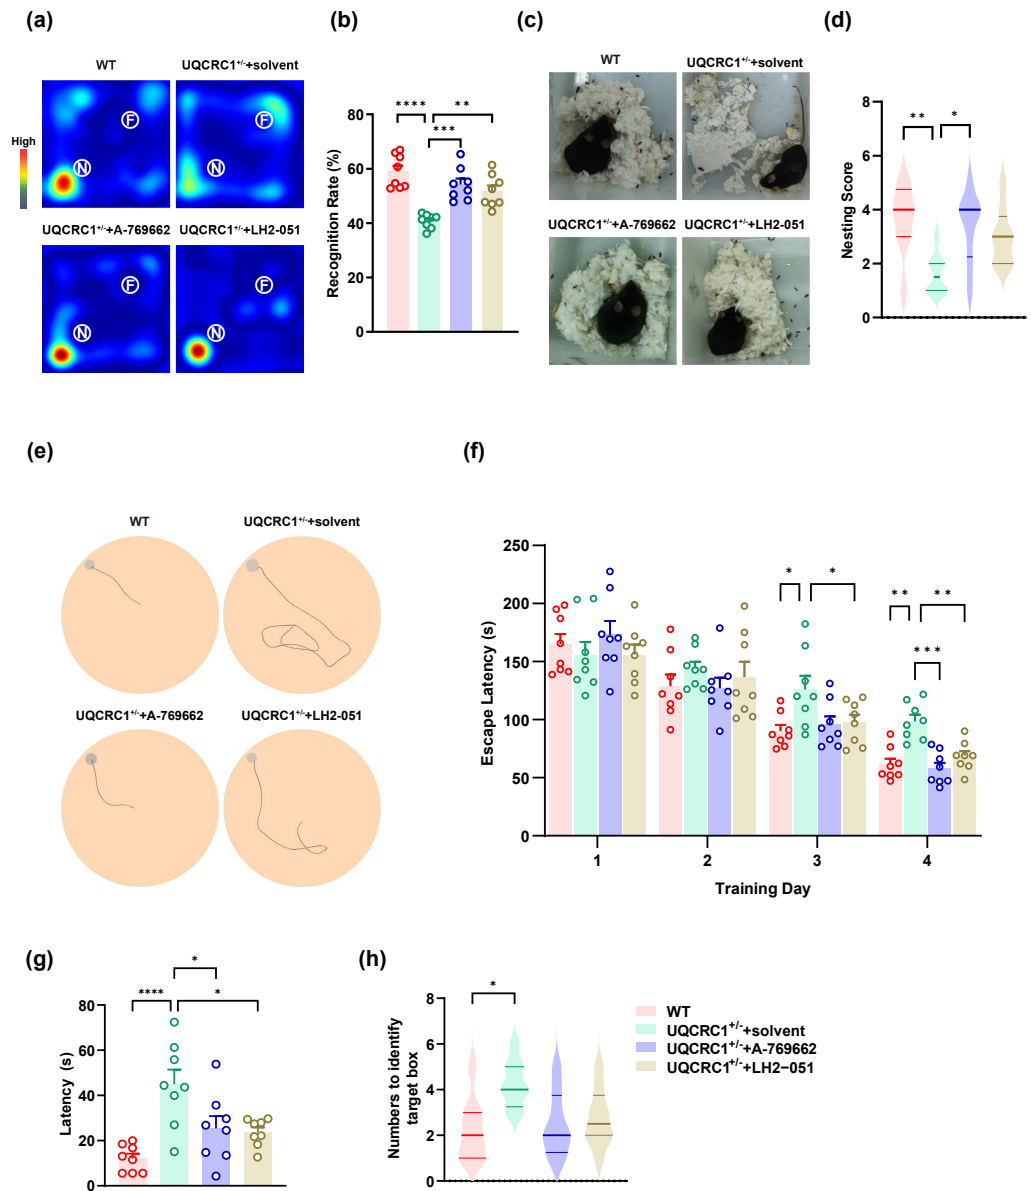 (a)
WT
UQCRC1+/-+solvent
High
F
F
N
N
UQCRC1+/-+A-769662
UQCRC1+/-+LH2-051
F
F
N
N
(b)
Recognition Rate (%)
80
60
40
20
0
****
**
***
(c)
WT
UQCRC1+/-+solvent
UQCRC1+/-+A-769662
UQCRC1+/-+LH2-051
(d)
Nesting Score
8
6
4
2
0
**
*
(e)
WT
UQCRC1+/-+solvent
UQCRC1+/-+A-769662
UQCRC1+/-+LH2-051
(f)
Escape Latency (s)
250
200
150
100
50
0
*
*
**
**
***
1 2 3 4
Training Day
(g)
Latency (s)
80
60
40
20
0
*
****
*
(h)
Numbers to identify
target box
8
6
4
2
0
*
WT
UQCRC1+/-+solvent
UQCRC1+/-+A-769662
UQCRC1+/-+LH2−051